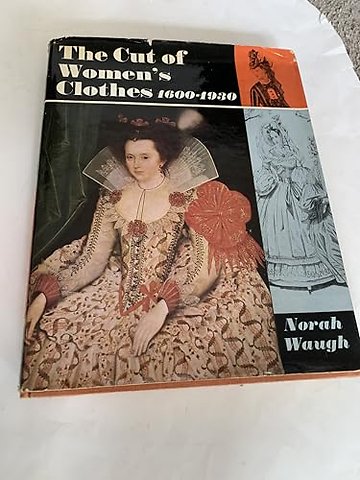 The Cut of
Women's
Clothes 1600-1930
Norah
Waugh